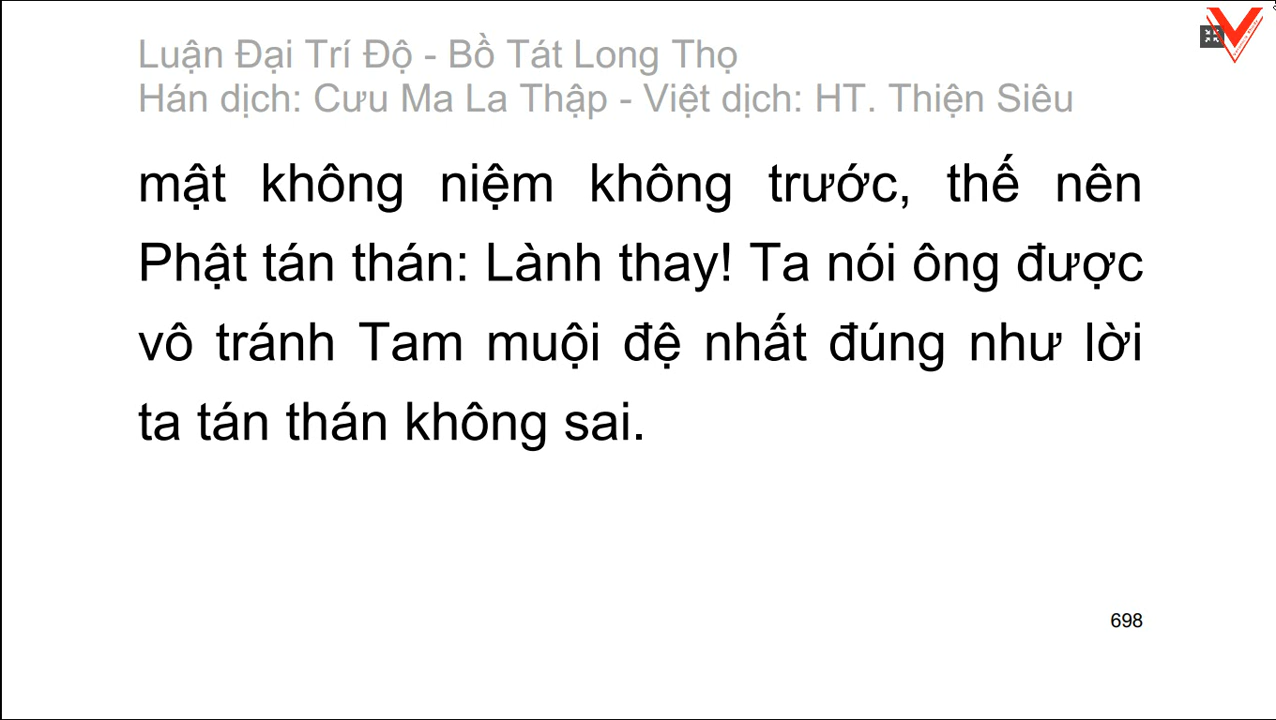 Luận Đại Trí Độ - Bồ Tát Long Thọ
Hán dịch: Cưu Ma La Thập - Việt dịch: HT. Thiện Siêu
mật không niệm không trước, thế nên
Phật tán thán: Lành thay! Ta nói ông được
vô tránh Tam muội đệ nhất đúng như lời
ta tán thán không sai.
698